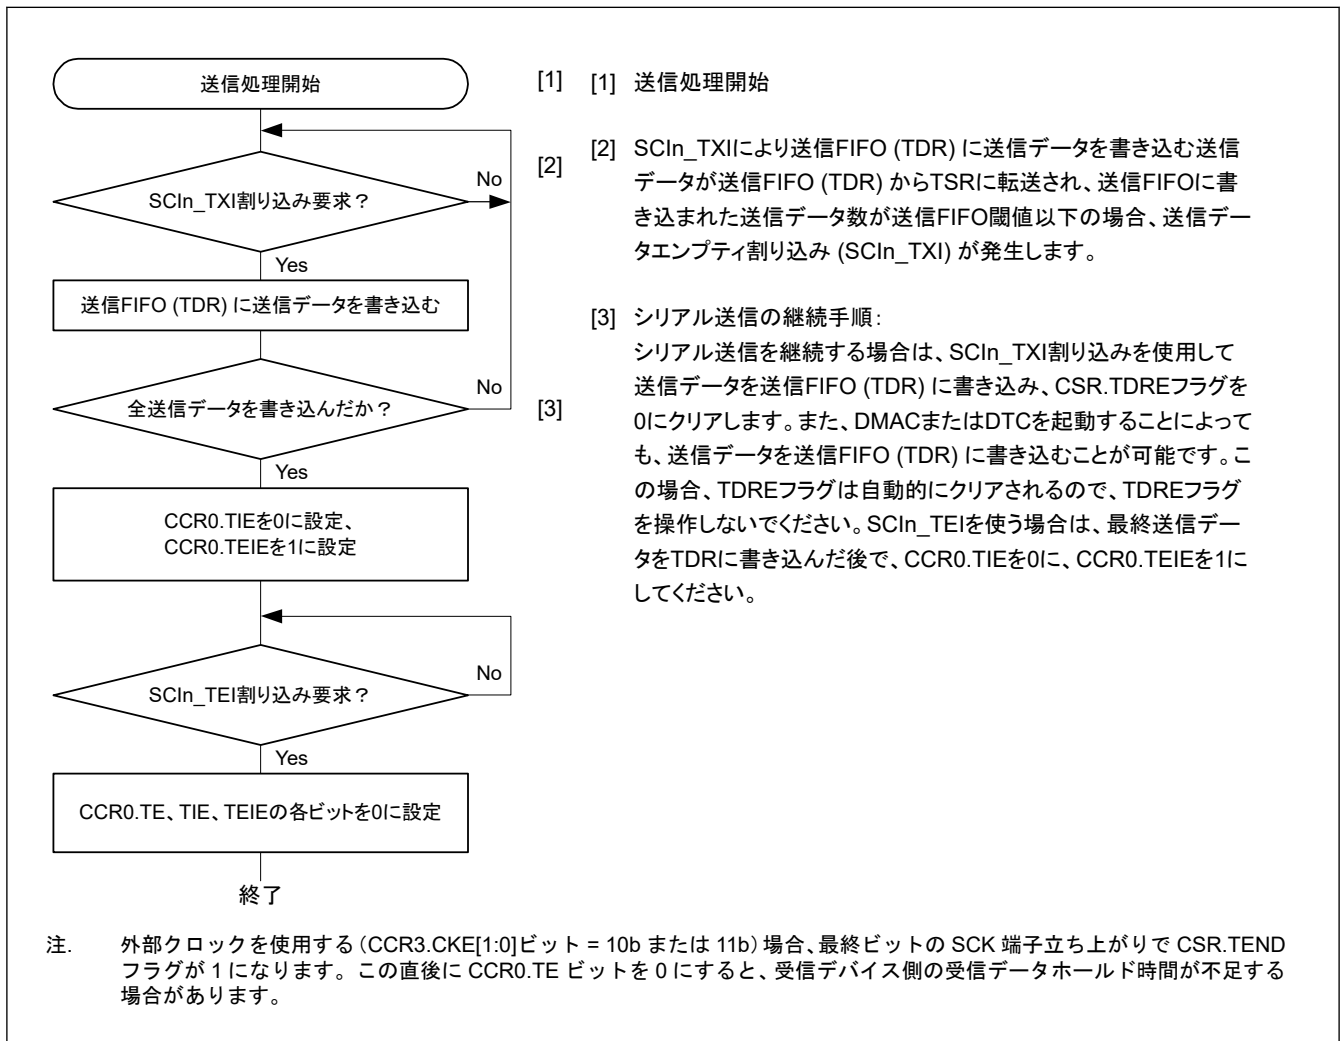 送信処理開始
[1]
[1] 送信処理開始
SCIn_TXI割り込み要求？
No
[2]
[2] SCIn_TXIにより送信FIFO (TDR) に送信データを書き込む送信
データが送信FIFO (TDR) からTSRに転送され、送信FIFOに書
き込まれた送信データ数が送信FIFO閾値以下の場合、送信デー
タエンプティ割り込み (SCIn_TXI) が発生します。
Yes
送信FIFO (TDR) に送信データを書き込む
全送信データを書き込んだか？
No
[3]
[3] シリアル送信の継続手順：
シリアル送信を継続する場合は、SCIn_TXI割り込みを使用して
送信データを送信FIFO (TDR) に書き込み、CSR.TDREフラグを
0にクリアします。また、DMACまたはDTCを起動することによって
も、送信データを送信FIFO (TDR) に書き込むことが可能です。こ
の場合、TDREフラグは自動的にクリアされるので、TDREフラグ
を操作しないでください。SCIn_TEIを使う場合は、最終送信デー
タをTDRに書き込んだ後で、CCR0.TIEを0に、CCR0.TEIEを1に
してください。
Yes
CCR0.TIEを0に設定、
CCR0.TEIEを1に設定
SCIn_TEI割り込み要求？
No
Yes
CCR0.TE、TIE、TEIEの各ビットを0に設定
終了
注. 外部クロックを使用する（CCR3.CKE[1:0]ビット = 10b または 11b）場合、最終ビットの SCK 端子立ち上がりで CSR.TEND
フラグが 1 になります。この直後に CCR0.TE ビットを 0 にすると、受信デバイス側の受信データホールド時間が不足する
場合があります。